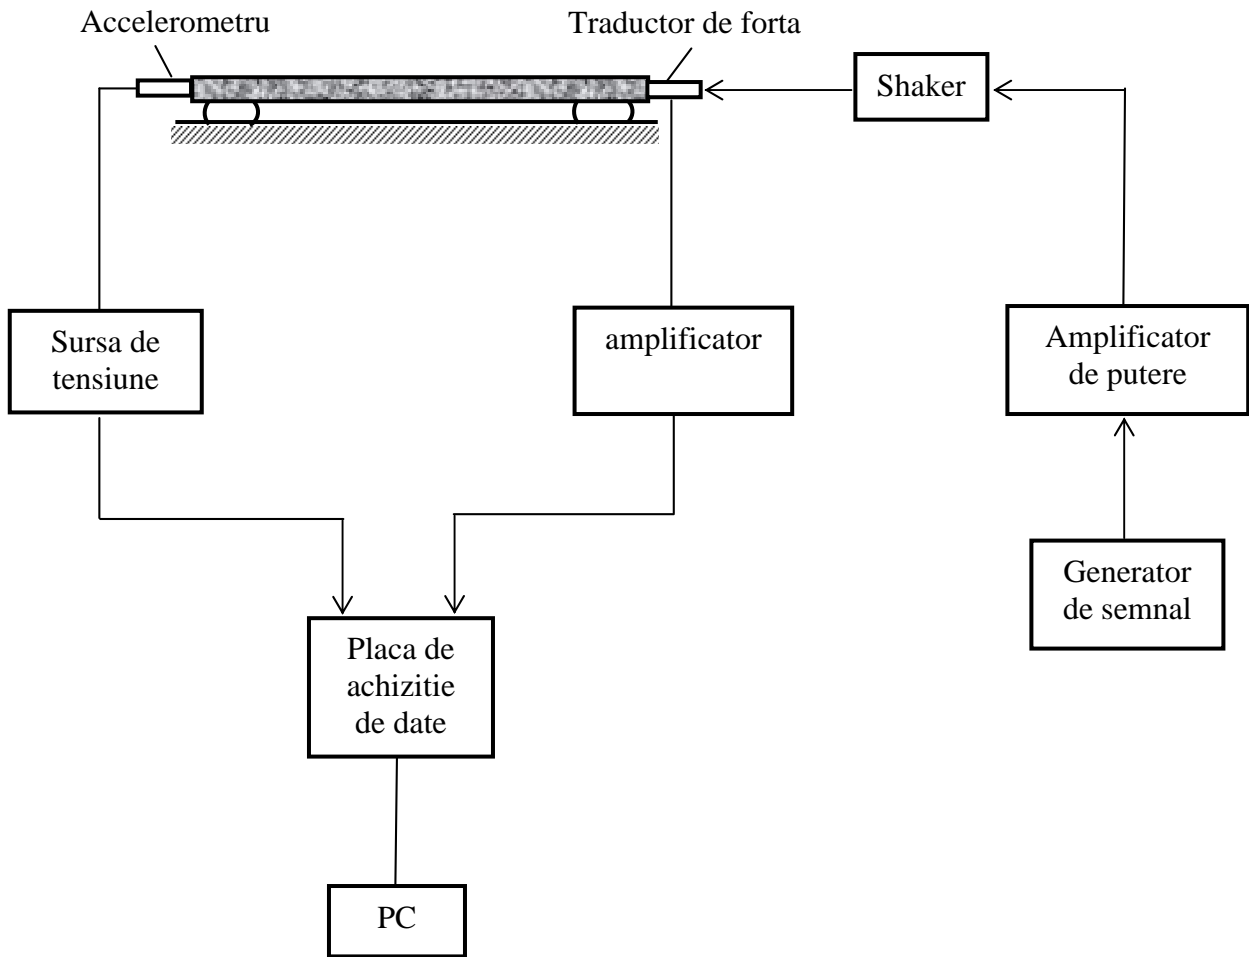 Accelerometru
Traductor de forta
Shaker
Sursa de
tensiune
amplificator
Amplificator
de putere
Generator
de semnal
Placa de
achizitie
de date
PC